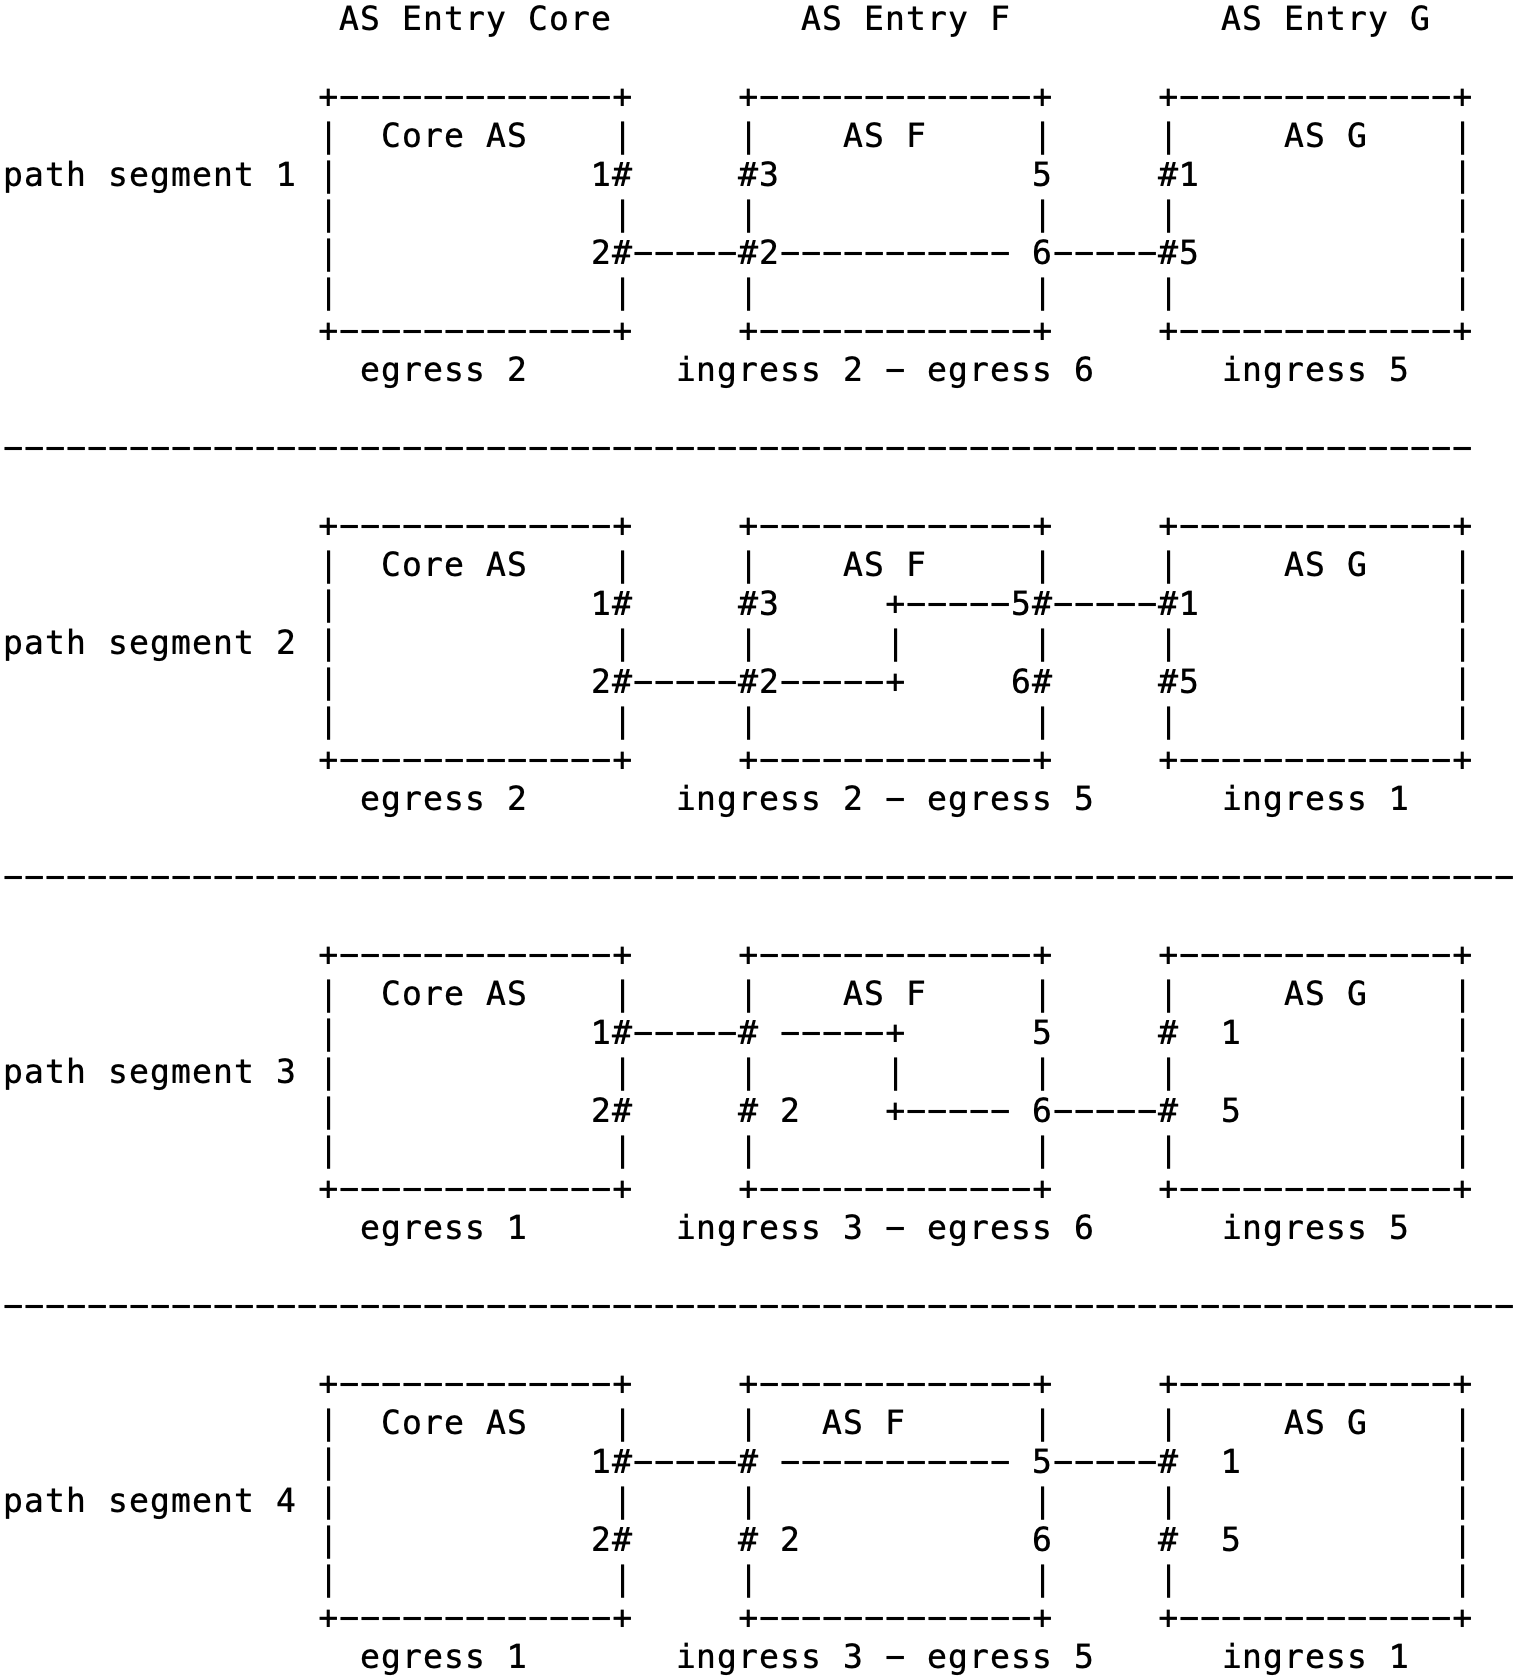 AS Entry Core         AS Entry F          AS Entry G

               +-------------+     +-------------+     +-------------+
               |  Core AS    |     |    AS F     |     |     AS G    |
path segment 1 |            1#     #3            5     #1            |
               |             |     |             |     |             |
               |            2#-----#2----------- 6-----#5            |
               |             |     |             |     |             |
               +-------------+     +-------------+     +-------------+
                 egress 2       ingress 2 - egress 6      ingress 5

----------------------------------------------------------------------

               +-------------+     +-------------+     +-------------+
               |  Core AS    |     |    AS F     |     |     AS G    |
               |            1#     #3     +-----5#-----#1            |
path segment 2 |             |     |      |      |     |             |
               |            2#-----#2-----+     6#     #5            |
               |             |     |             |     |             |
               +-------------+     +-------------+     +-------------+
                 egress 2       ingress 2 - egress 5      ingress 1

------------------------------------------------------------------------

               +-------------+     +-------------+     +-------------+
               |  Core AS    |     |    AS F     |     |     AS G    |
               |            1#-----# -----+      5     #  1          |
path segment 3 |             |     |      |      |     |             |
               |            2#     # 2    +----- 6-----#  5          |
               |             |     |             |     |             |
               +-------------+     +-------------+     +-------------+
                 egress 1       ingress 3 - egress 6      ingress 5

------------------------------------------------------------------------

               +-------------+     +-------------+     +-------------+
               |  Core AS    |     |   AS F      |     |     AS G    |
               |            1#-----# ----------- 5-----#  1          |
path segment 4 |             |     |             |     |             |
               |            2#     # 2           6     #  5          |
               |             |     |             |     |             |
               +-------------+     +-------------+     +-------------+
                 egress 1       ingress 3 - egress 5      ingress 1